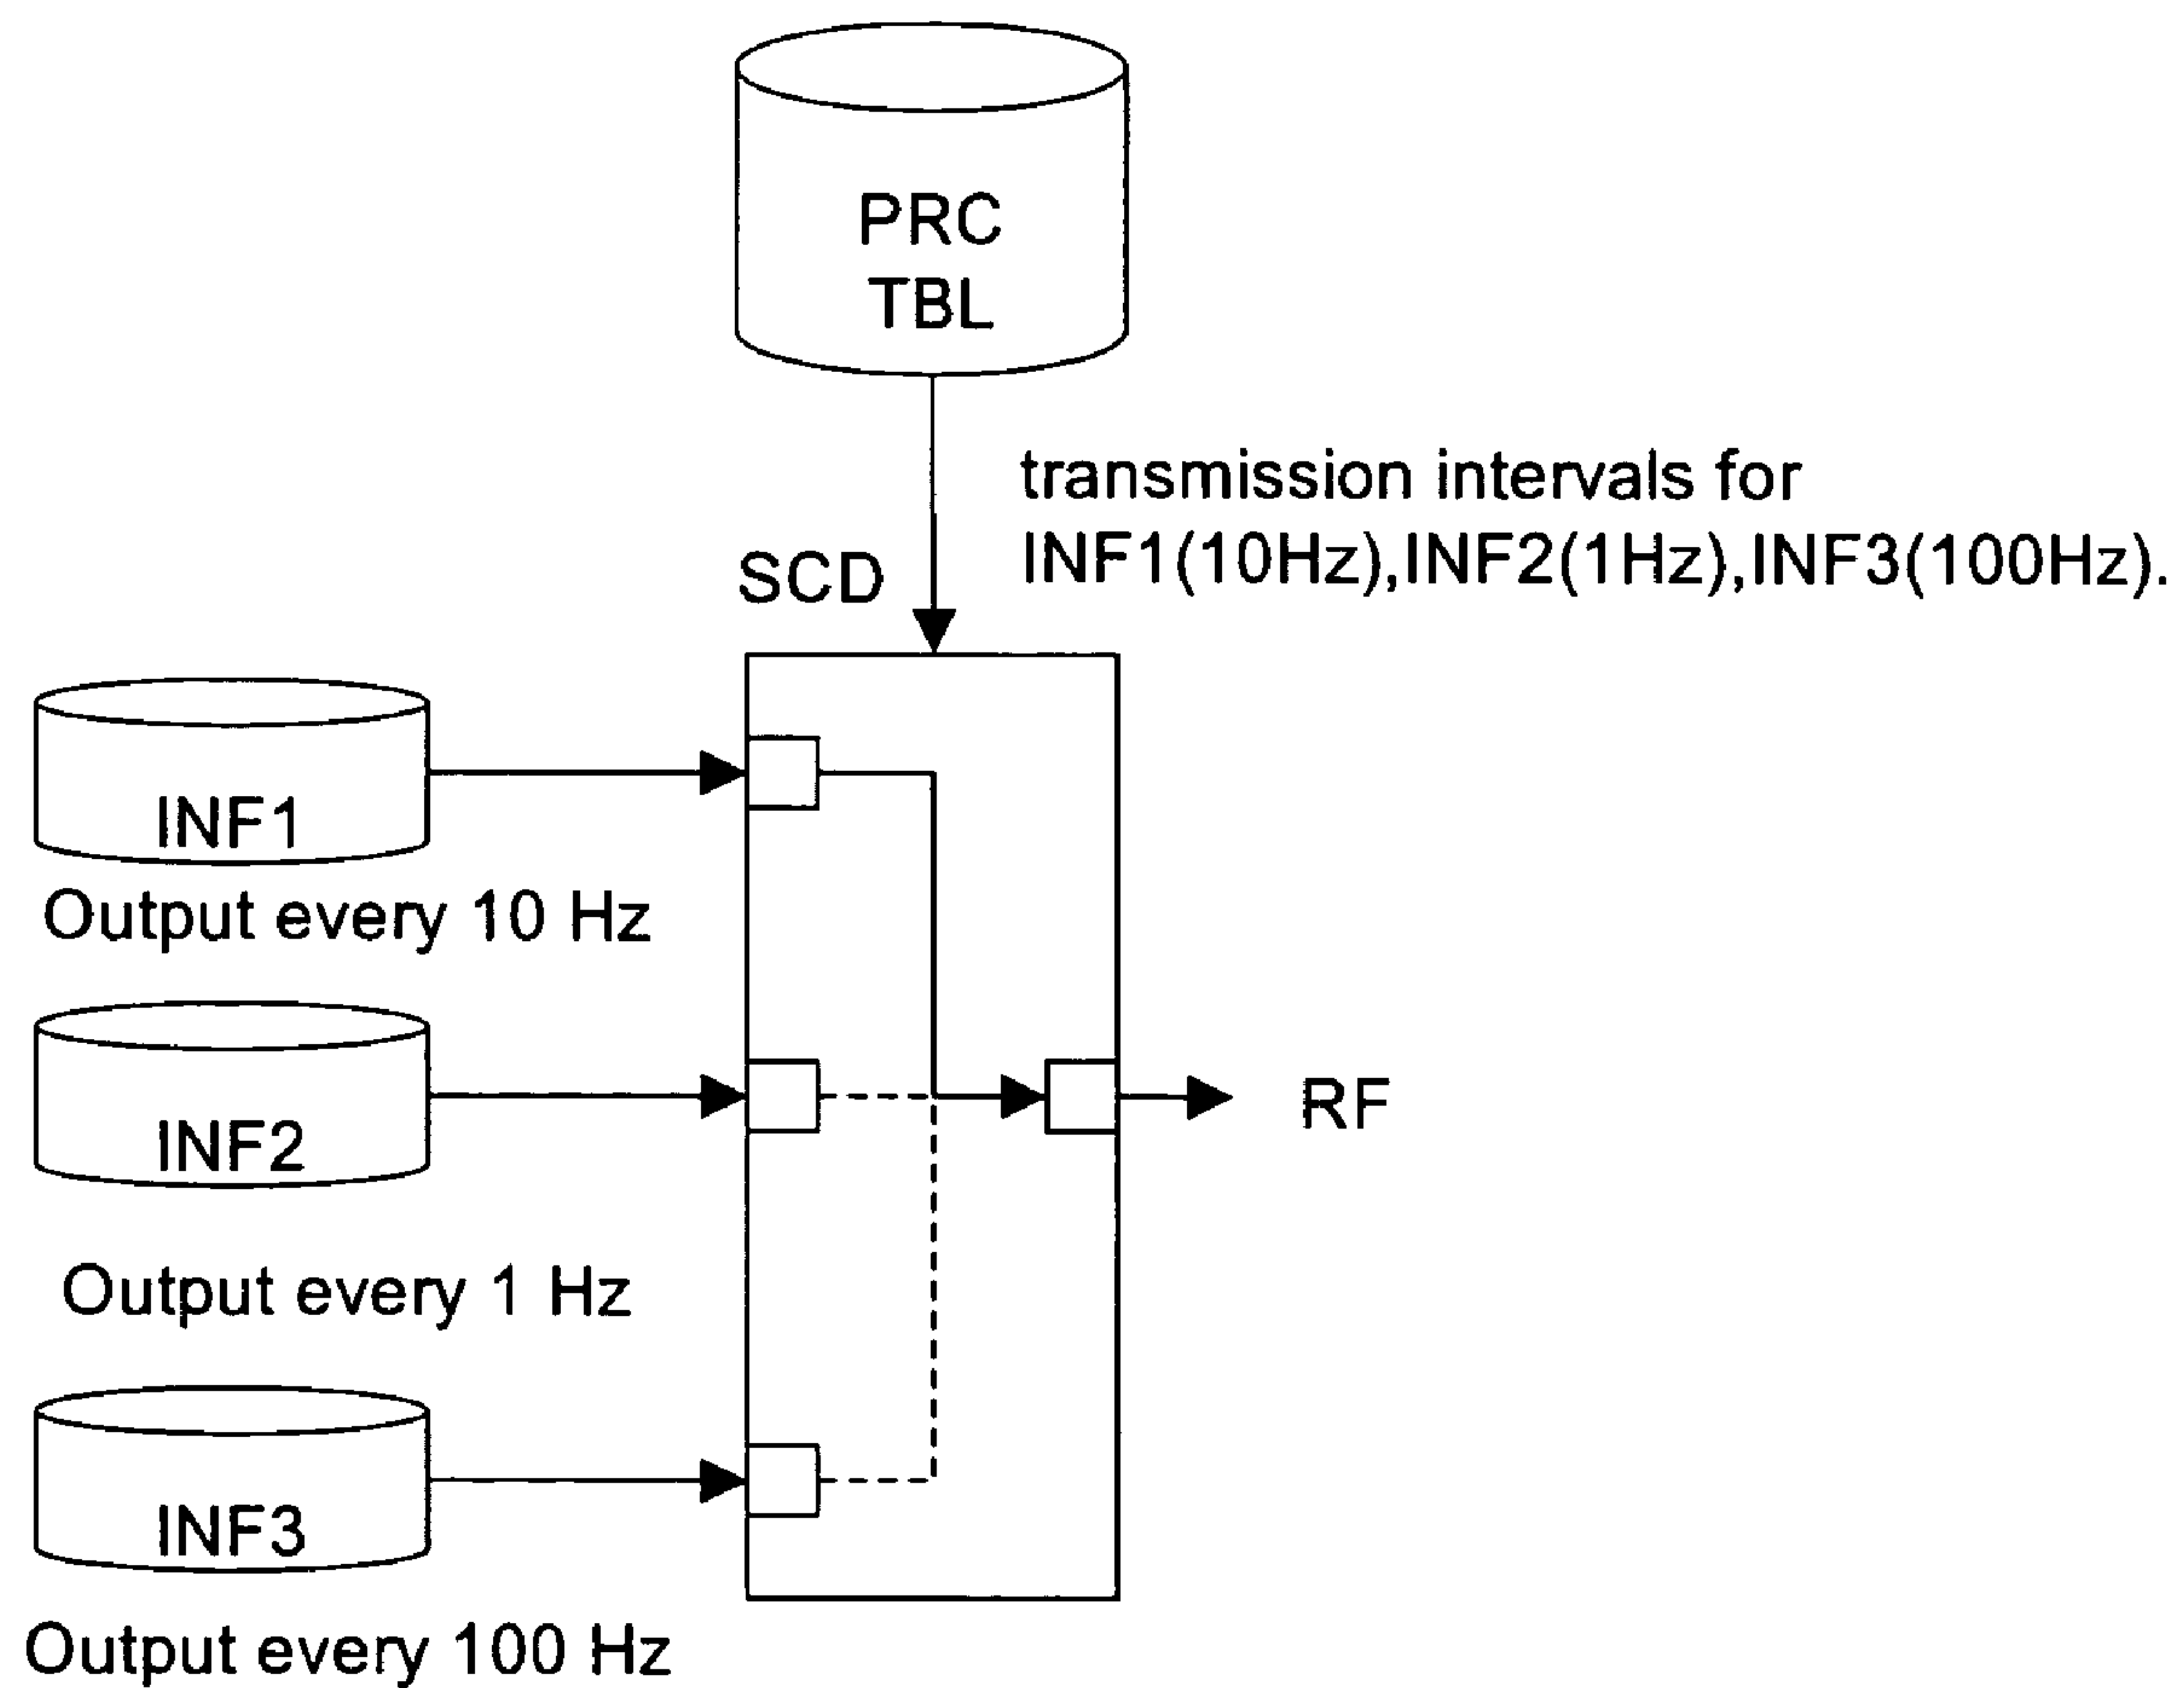 PRC
TBL
transmission intervals for
INF1(10Hz),INF2(1Hz),INF3(100Hz).
SCD
INF1
Output every 10 Hz
INF2
RF
Output every 1 Hz
INF3
Output every 100 Hz